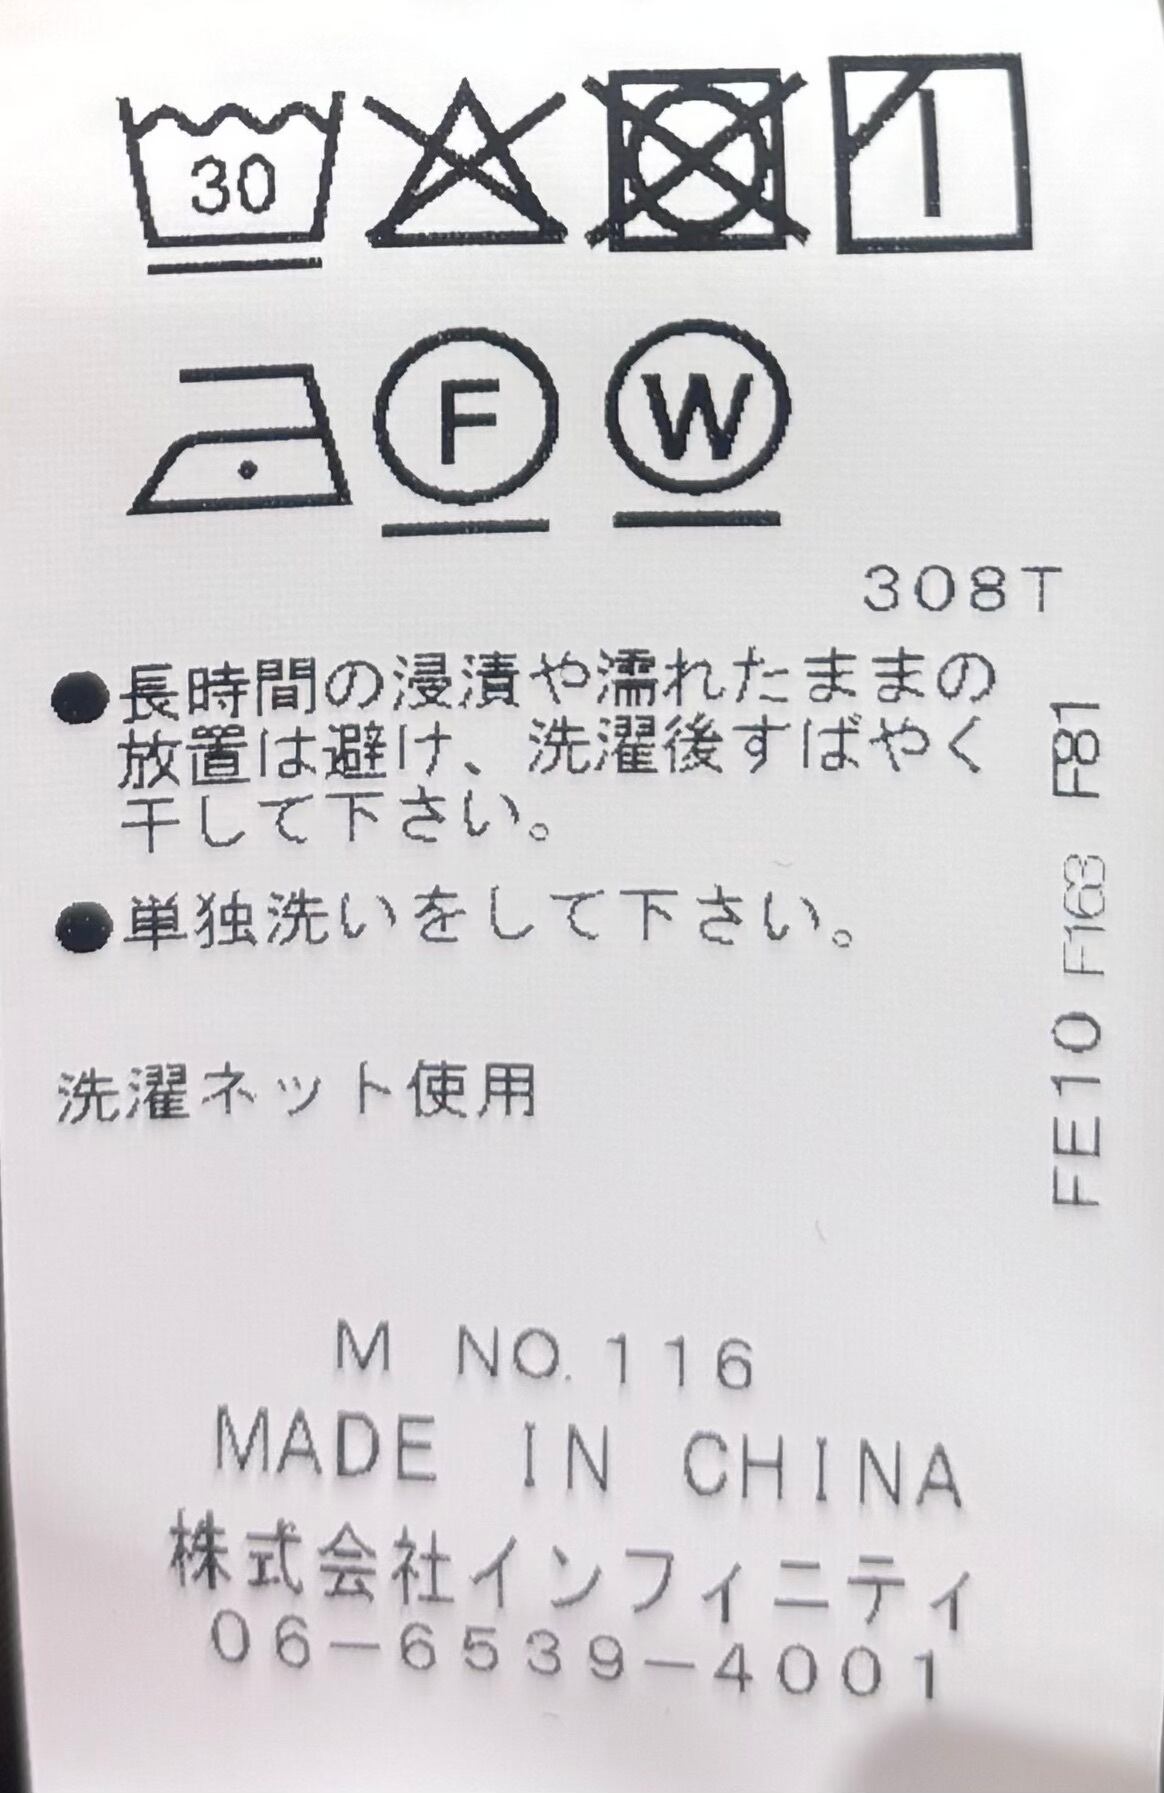 30
F
W
308T
●長時間の浸漬や濡れたままの
放置は避け、洗濯後すばやく
干して下さい。
●単独洗いをして下さい。
洗濯ネット使用
FE10 F163 F81
M NO.116
MADE IN CHINA
株式会社インフィニティ
06-6539-4001